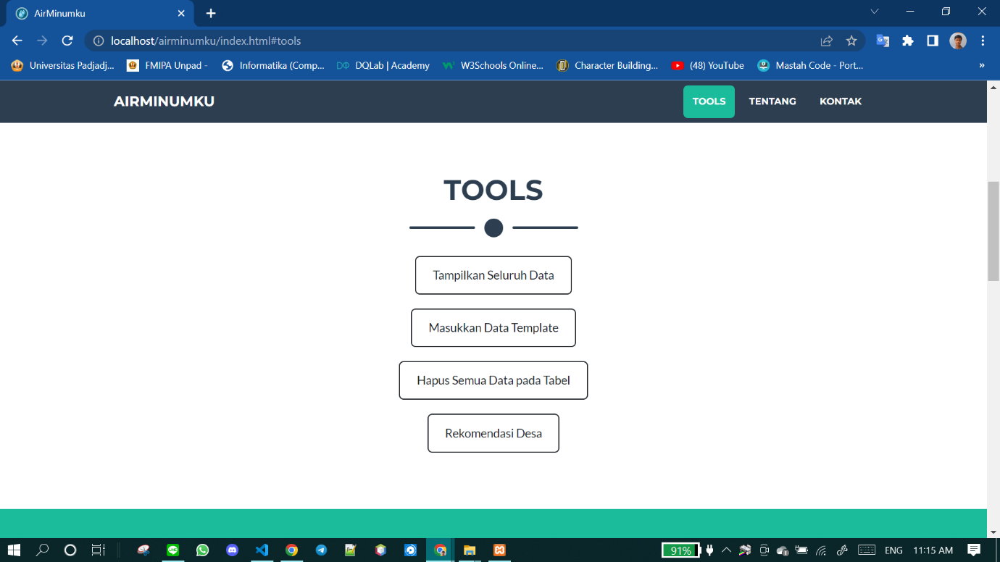 AirMinumku
localhost/airminumku/index.html#tools
Universitas Padjadj... FMIPA Unpad - Informatika (Comp... DQLab | Academy W3Schools Online... Character Building... (48) YouTube Mastah Code - Port... »
AIRMINUMKU TOOLS TENTANG KONTAK
TOOLS
Tampilkan Seluruh Data
Masukkan Data Template
Hapus Semua Data pada Tabel
Rekomendasi Desa
91% ENG 11:15 AM